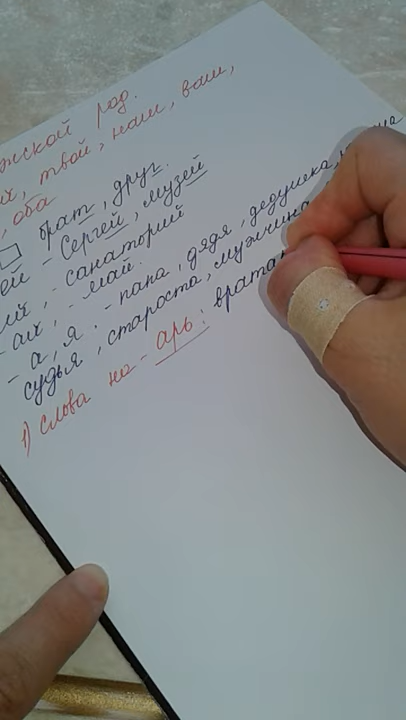 жской род.
твой, наш, ваш,
, оба
брат, друг.
ей - Сергей, музей
ий, - санаторий
- ай, - май.
- а, я. - папа, дядя, дедушка,
судья, староста, мужчина
1) слова на - арь: врата